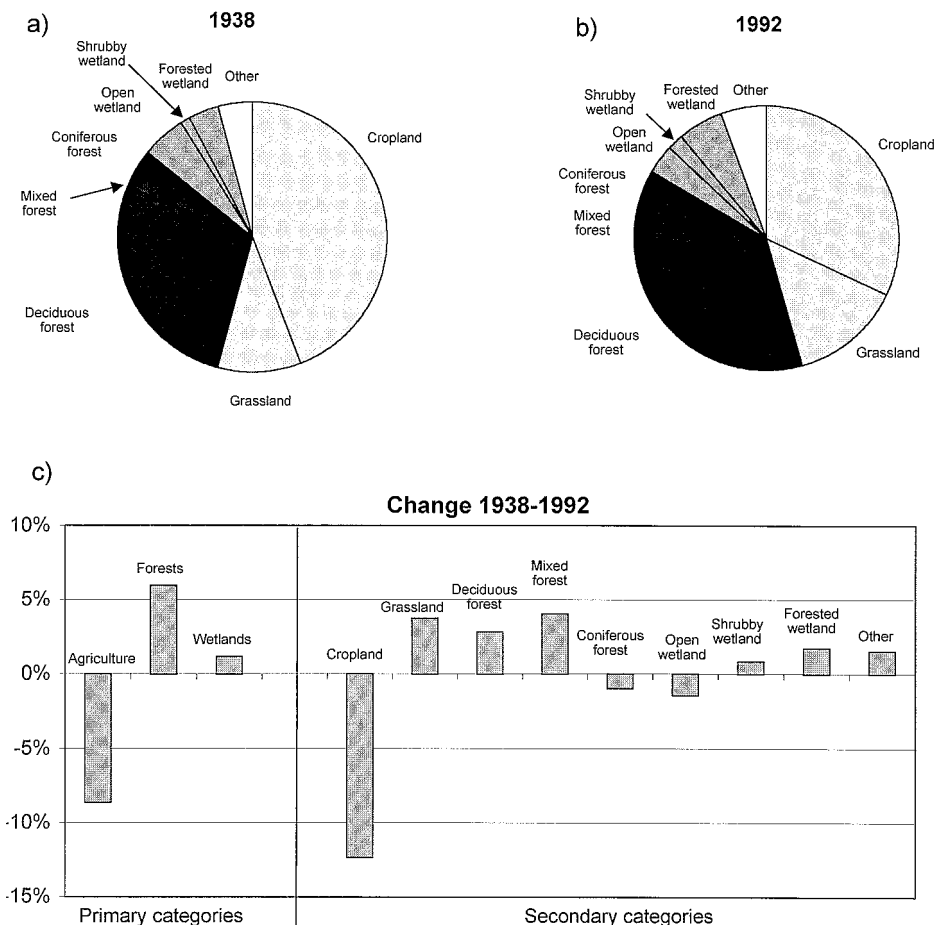 a)
1938
Shrubby
wetland
Forested
wetland
Other
Open
wetland
Cropland
Coniferous
forest
Mixed
forest
Deciduous
forest
Grassland
b)
1992
Shrubby
wetland
Forested
wetland
Other
Open
wetland
Cropland
Coniferous
forest
Mixed
forest
Deciduous
forest
Grassland
c)
Change 1938-1992
10%
5%
0%
-5%
-10%
-15%
Agriculture
Forests
Wetlands
Cropland
Grassland
Deciduous
forest
Mixed
forest
Coniferous
forest
Open
wetland
Shrubby
wetland
Forested
wetland
Other
Primary categories
Secondary categories